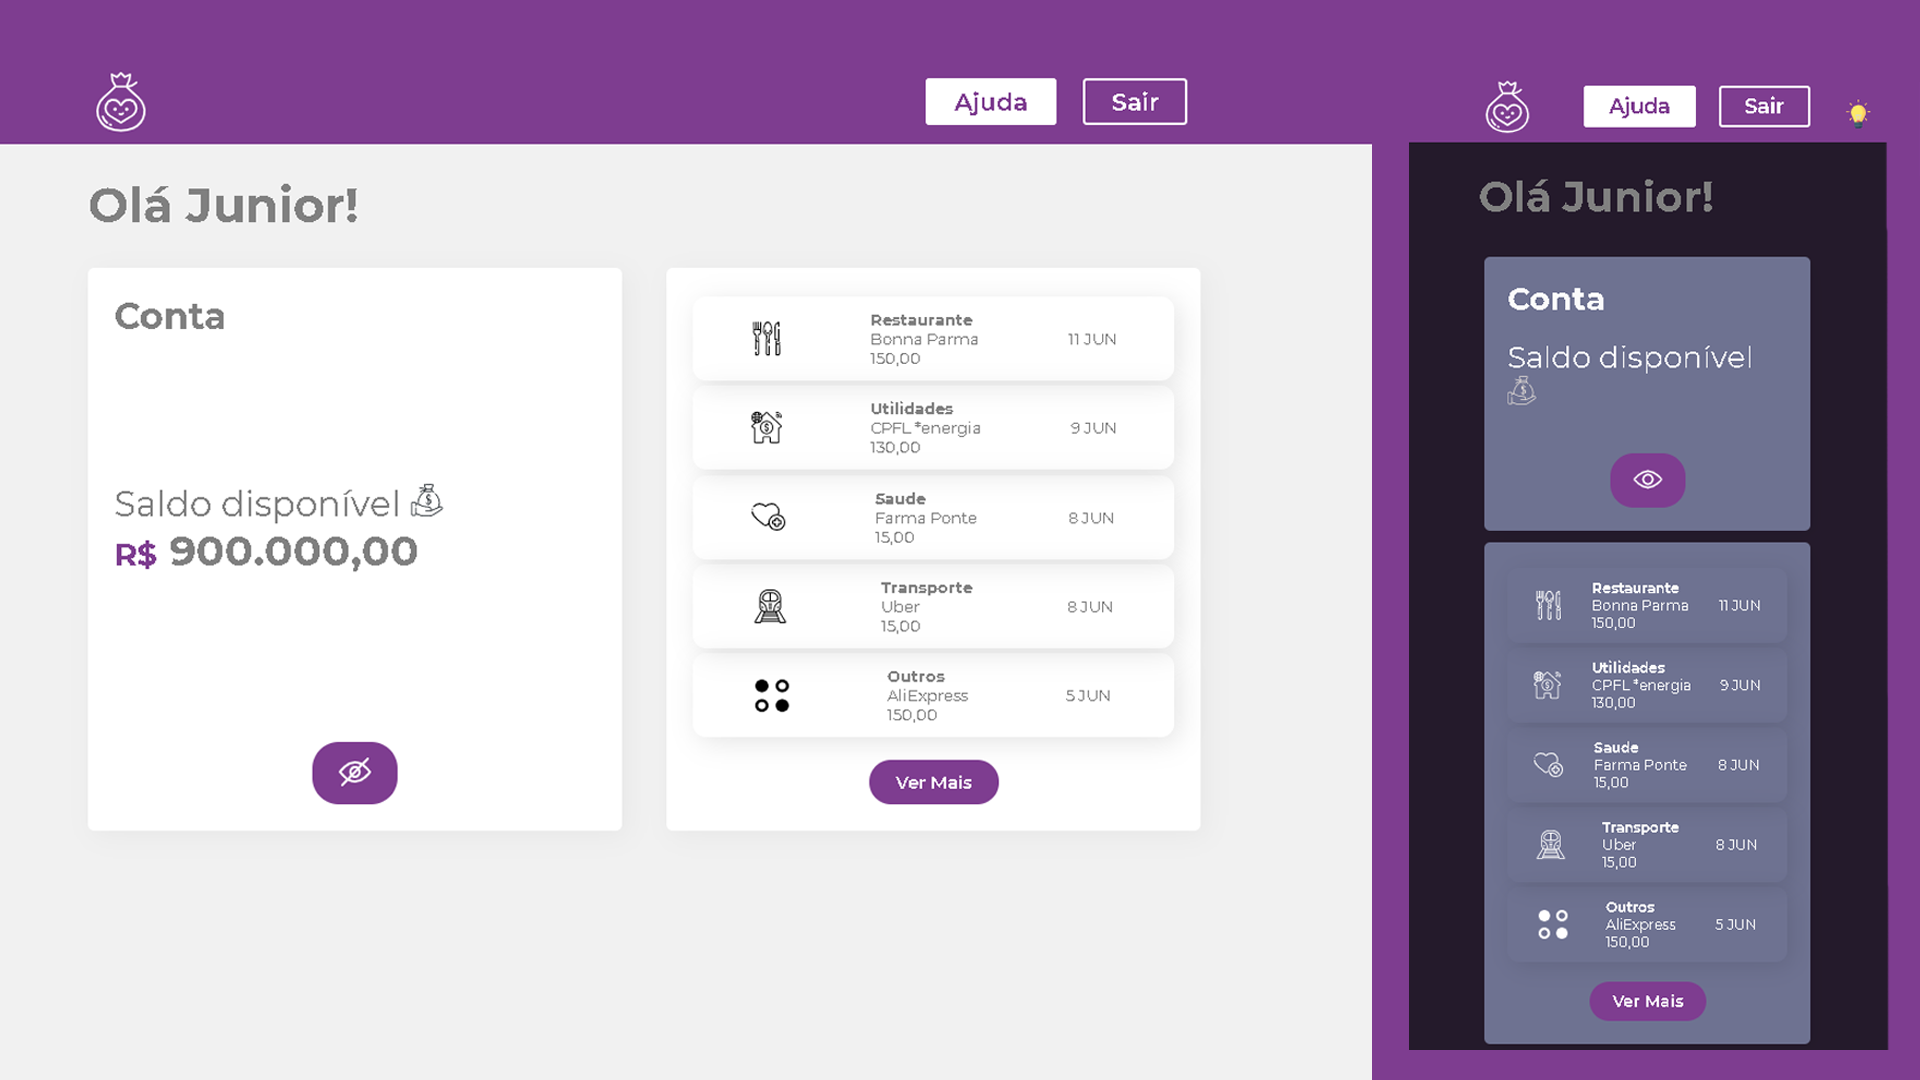 Ajuda
Sair
Olá Junior!
Conta
Saldo disponível
R$ 900.000,00
Restaurante
Bonna Parma
150,00
11 JUN
Utilidades
CPFL *energia
130,00
9 JUN
Saude
Farma Ponte
15,00
8 JUN
Transporte
Uber
15,00
8 JUN
Outros
AliExpress
150,00
5 JUN
Ver Mais
Ajuda
Sair
Olá Junior!
Conta
Saldo disponível
Restaurante
Bonna Parma
150,00
11 JUN
Utilidades
CPFL *energia
130,00
9 JUN
Saude
Farma Ponte
15,00
8 JUN
Transporte
Uber
15,00
8 JUN
Outros
AliExpress
150,00
5 JUN
Ver Mais